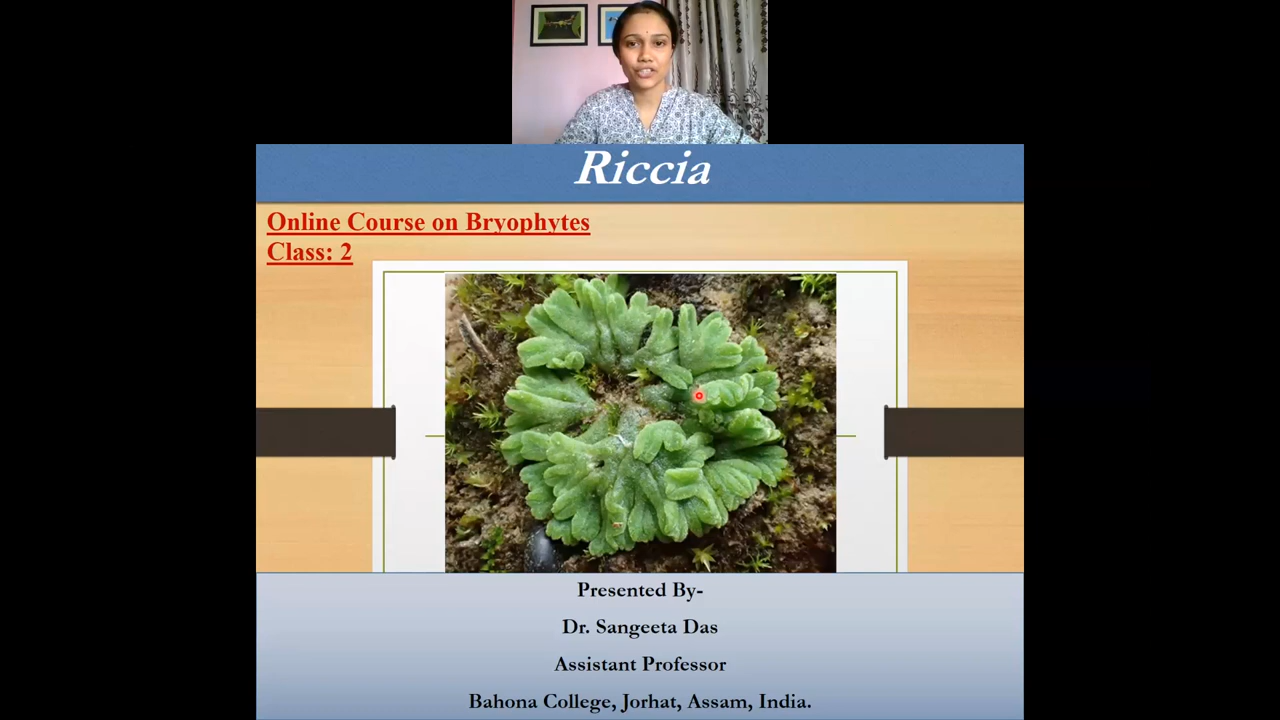 Riccia
Online Course on Bryophytes
Class: 2
Presented By-
Dr. Sangeeta Das
Assistant Professor
Bahona College, Jorhat, Assam, India.